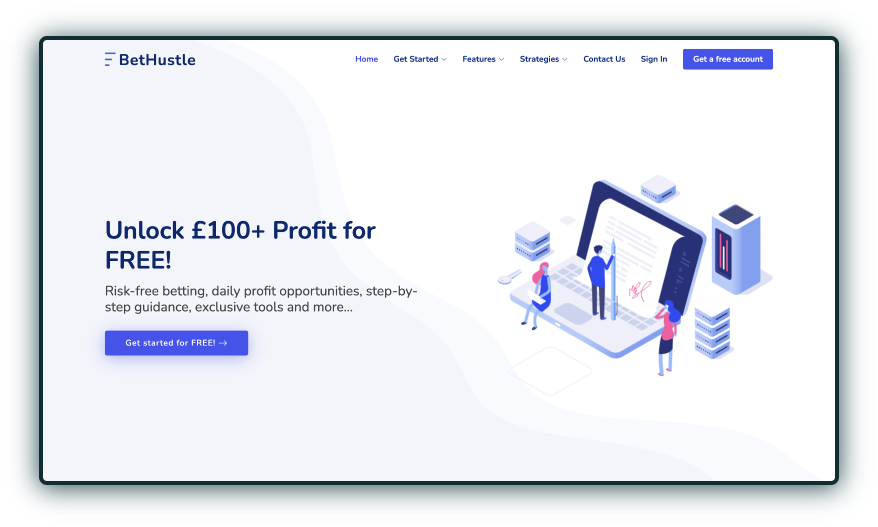 BetHustle
Home Get Started Features Strategies Contact Us Sign In Get a free account
Unlock £100+ Profit for
FREE!
Risk-free betting, daily profit opportunities, step-by-
step guidance, exclusive tools and more...
Get started for FREE! →